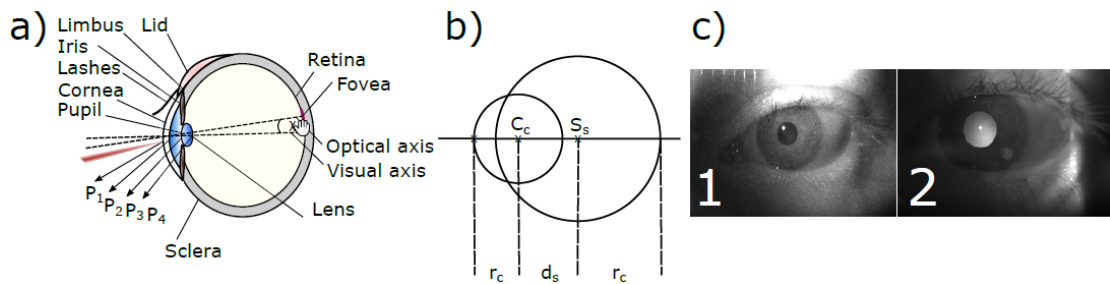 a)
Limbus Lid
Iris
Lashes
Cornea
Pupil
Retina
Fovea
Optical axis
Visual axis
Lens
P1 P2 P3 P4
Sclera
b)
Cc Ss
rc ds rc
c)
1 2